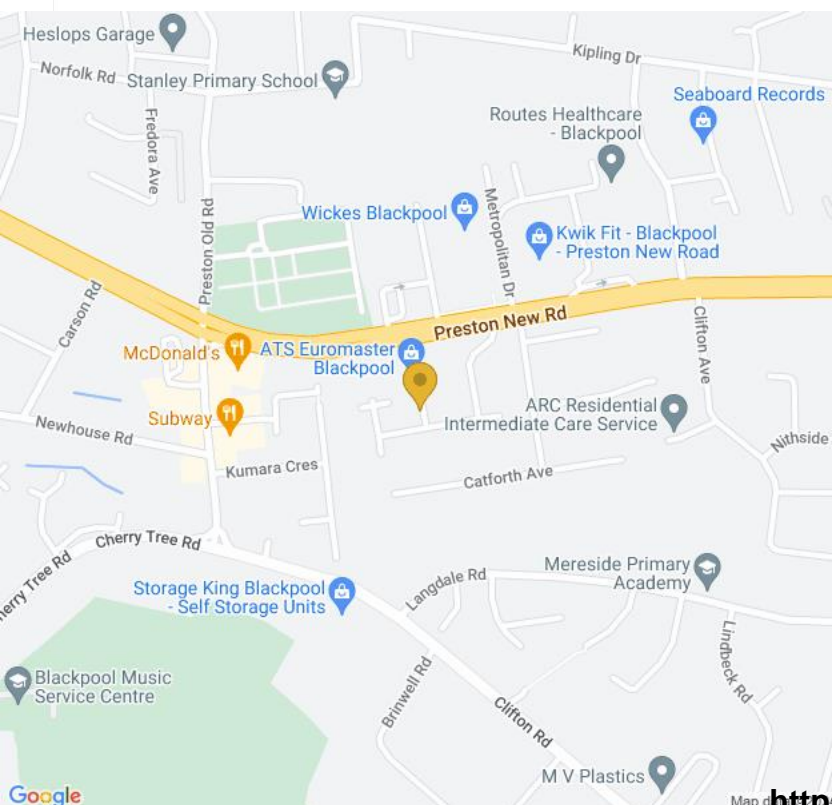 Heslops Garage
Kipling Dr
Norfolk Rd
Stanley Primary School
Seaboard Records
Routes Healthcare
- Blackpool
Fredora Ave
Preston Old Rd
Wickes Blackpool
Metropolitan Dr
Kwik Fit - Blackpool
- Preston New Road
Carson Rd
Preston New Rd
Clifton Ave
McDonald's
ATS Euromaster
Blackpool
ARC Residential
Intermediate Care Service
Subway
Newhouse Rd
Nithside
Kumara Cres
Catforth Ave
Cherry Tree Rd
herry Tree Rd
Mereside Primary
Academy
Langdale Rd
Storage King Blackpool
- Self Storage Units
Lindbeck Rd
Blackpool Music
Service Centre
Brinwell Rd
Clifton Rd
M V Plastics
Google
Map d
http